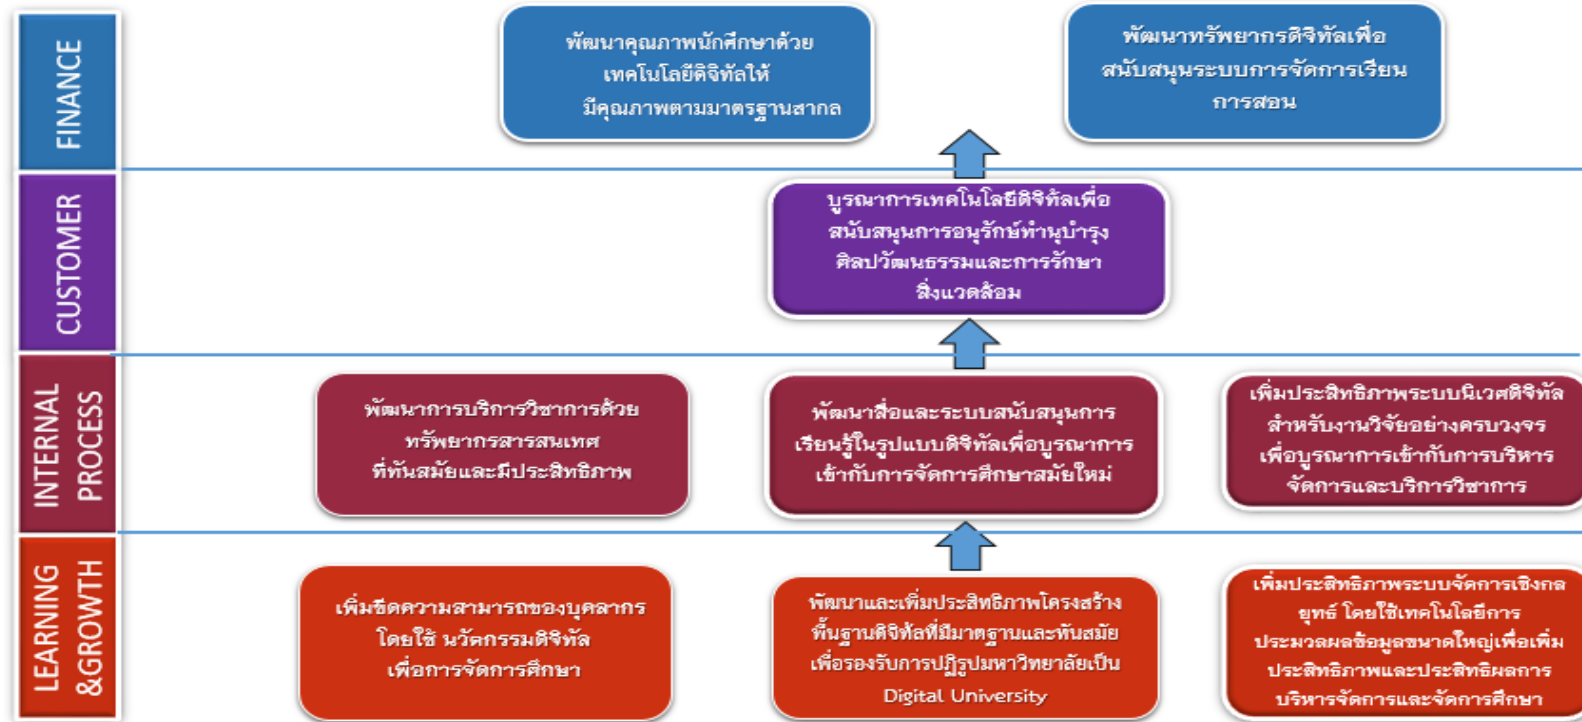 FINANCE
พัฒนาคุณภาพนักศึกษาด้วย
เทคโนโลยีดิจิทัลให้
มีคุณภาพตามมาตรฐานสากล
พัฒนาทรัพยากรดิจิทัลเพื่อ
สนับสนุนระบบการจัดการเรียน
การสอน
CUSTOMER
บูรณาการเทคโนโลยีดิจิทัลเพื่อ
สนับสนุนการอนุรักษ์ทำนุบำรุง
ศิลปวัฒนธรรมและการรักษา
สิ่งแวดล้อม
INTERNAL
PROCESS
พัฒนาการบริการวิชาการด้วย
ทรัพยากรสารสนเทศ
ที่ทันสมัยและมีประสิทธิภาพ
พัฒนาสื่อและระบบสนับสนุนการ
เรียนรู้ในรูปแบบดิจิทัลเพื่อบูรณาการ
เข้ากับการจัดการศึกษาสมัยใหม่
เพิ่มประสิทธิภาพระบบนิเวศดิจิทัล
สำหรับงานวิจัยอย่างครบวงจร
เพื่อบูรณาการเข้ากับการบริหาร
จัดการและบริการวิชาการ
LEARNING
&GROWTH
เพิ่มขีดความสามารถของบุคลากร
โดยใช้ นวัตกรรมดิจิทัล
เพื่อการจัดการศึกษา
พัฒนาและเพิ่มประสิทธิภาพโครงสร้าง
พื้นฐานดิจิทัลที่มีมาตฐานและทันสมัย
เพื่อรองรับการปฏิรูปมหาวิทยาลัยเป็น
Digital University
เพิ่มประสิทธิภาพระบบจัดการเชิงกล
ยุทธ์ โดยใช้เทคโนโลยีการ
ประมวลผลข้อมูลขนาดใหญ่เพื่อเพิ่ม
ประสิทธิภาพและประสิทธิผลการ
บริหารจัดการและจัดการศึกษา